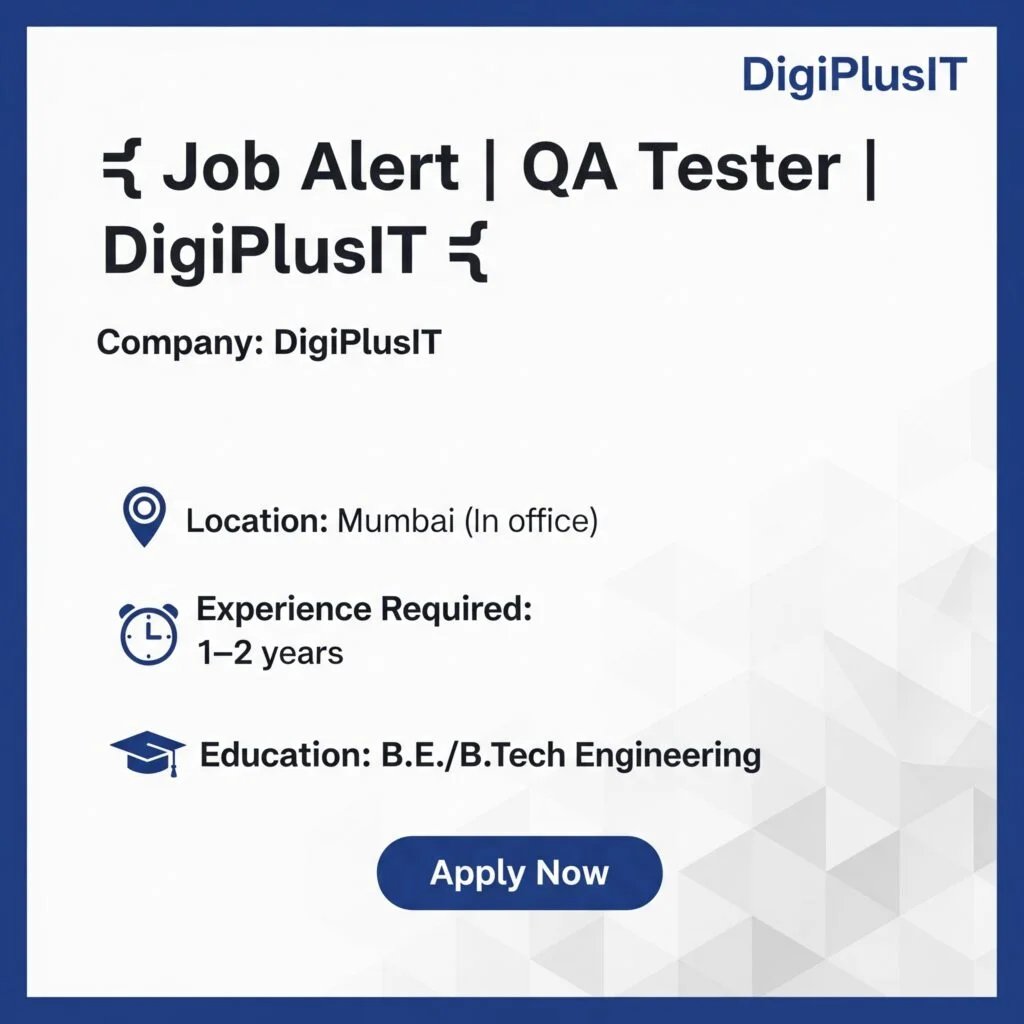 DigiPlusIT
Job Alert | QA Tester |
DigiPlusIT
Company: DigiPlusIT
Location: Mumbai (In office)
Experience Required:
1–2 years
Education: B.E./B.Tech Engineering
Apply Now